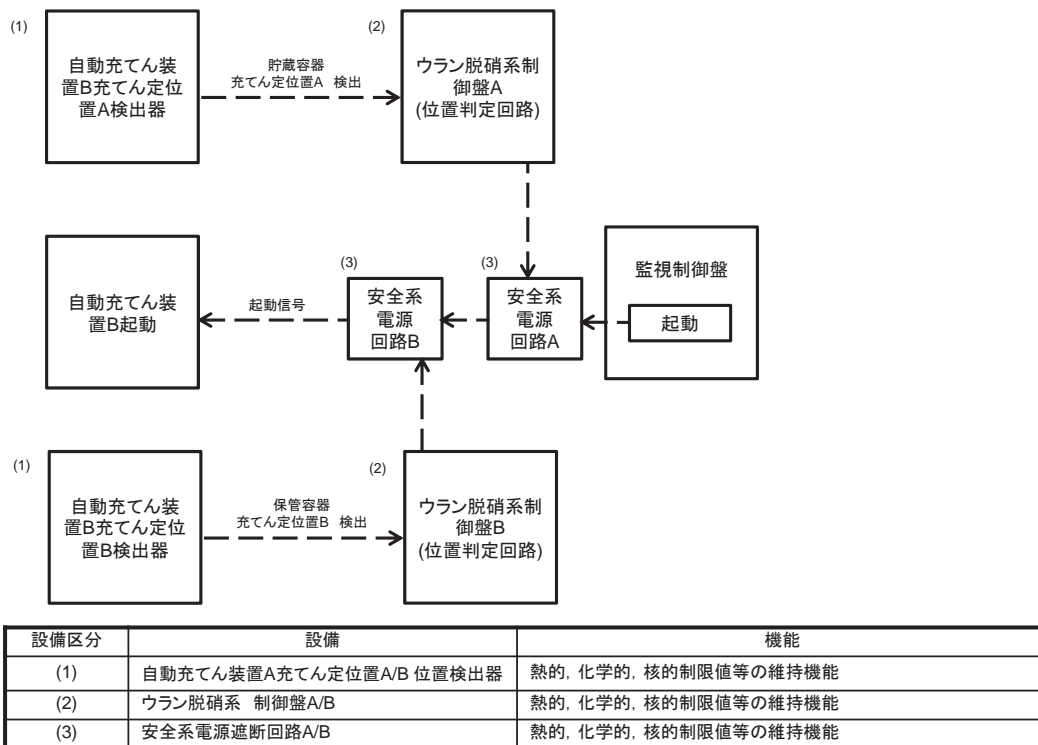 (1)
自動充てん装
置B充てん定位
置A検出器
貯蔵容器
充てん定位置A 検出
(2)
ウラン脱硝系制
御盤A
(位置判定回路)
自動充てん装
置B起動
起動信号
(3)
安全系
電源
回路B
(3)
安全系
電源
回路A
監視制御盤
起動
(1)
自動充てん装
置B充てん定位
置B検出器
保管容器
充てん定位置B 検出
(2)
ウラン脱硝系制
御盤B
(位置判定回路)
設備区分 設備 機能
(1) 自動充てん装置A充てん定位置A/B 位置検出器 熱的, 化学的, 核的制限値等の維持機能
(2) ウラン脱硝系 制御盤A/B 熱的, 化学的, 核的制限値等の維持機能
(3) 安全系電源遮断回路A/B 熱的, 化学的, 核的制限値等の維持機能